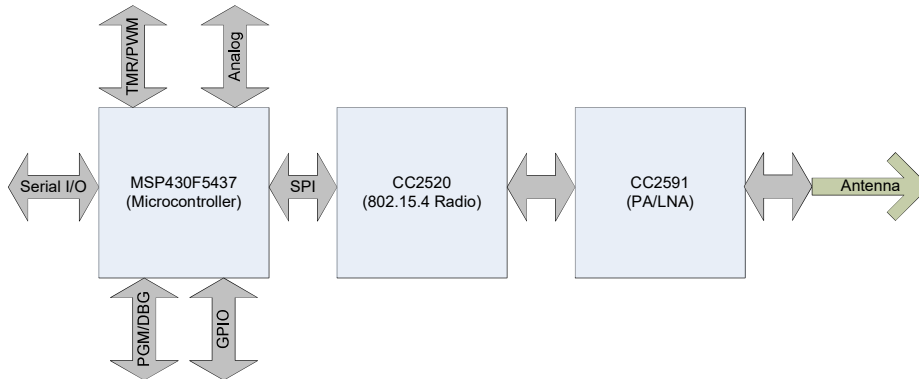 TMR/PWM
Analog
Serial I/O
MSP430F5437
(Microcontroller)
SPI
CC2520
(802.15.4 Radio)
CC2591
(PA/LNA)
Antenna
PGM/DBG
GPIO